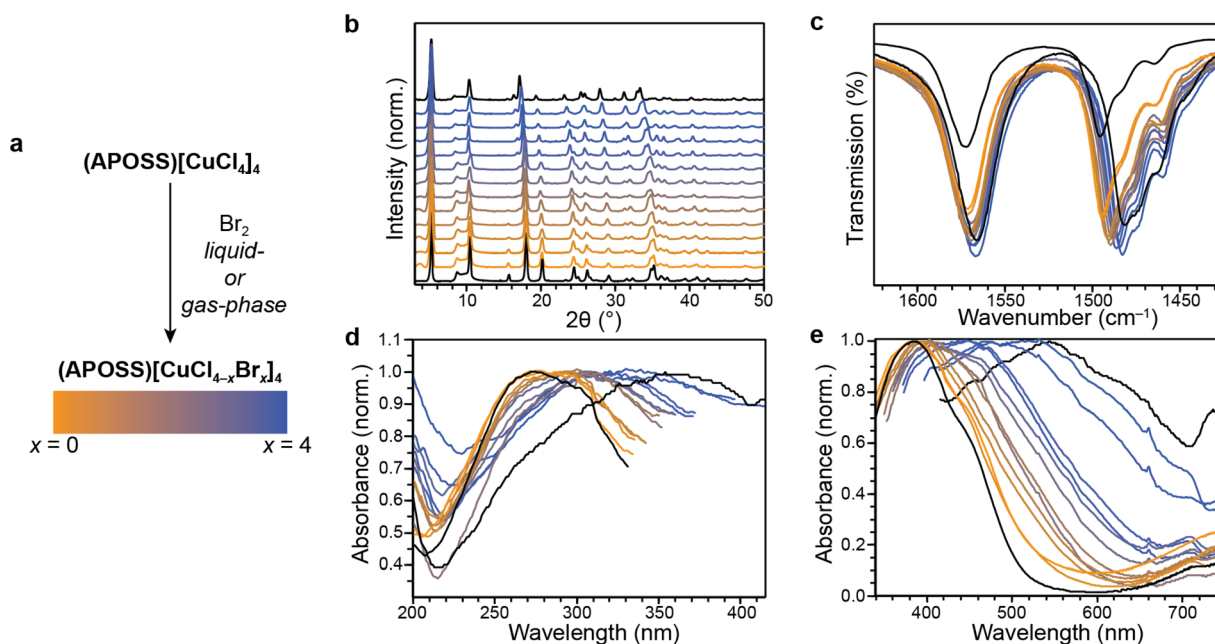 a
(APOSS)[CuCl₄]₄
Br₂
liquid-
or
gas-phase
(APOSS)[CuCl₄₋ₓBrₓ]₄
x = 0
x = 4
b
Intensity (norm.)
10
20
30
40
50
2θ (°)
c
Transmission (%)
1600
1550
1500
1450
Wavenumber (cm⁻¹)
d
Absorbance (norm.)
1.1
1.0
0.9
0.8
0.7
0.6
0.5
0.4
200
250
300
350
400
Wavelength (nm)
e
Absorbance (norm.)
1.0
0.8
0.6
0.4
0.2
0.0
400
500
600
700
Wavelength (nm)